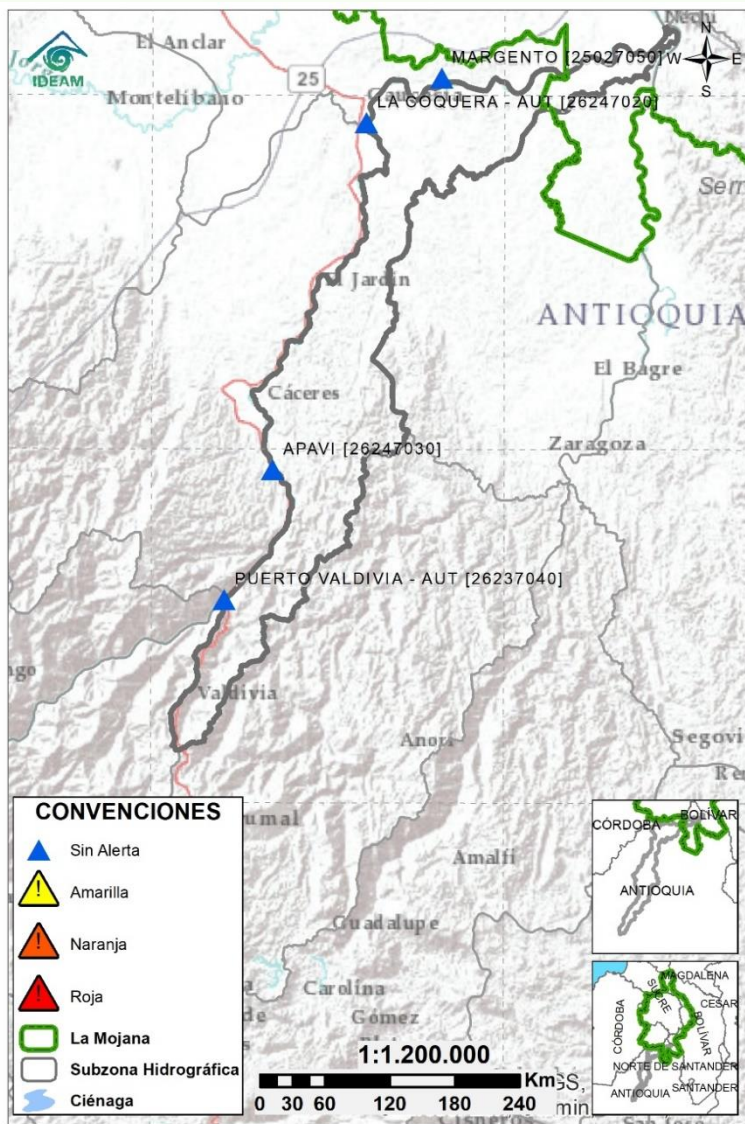 Nechí
N
El Anclar
MARGENTO [25027050]
W
E
IDEAM
25
S
Montelíbano
Caucasia
LA COQUERA - AUT [26247020]
El Jardín
ANTIOQUIA
El Bagre
Cáceres
APAVI [26247030]
Zaragoza
PUERTO VALDIVIA - AUT [26237040]
Valdivia
Anorí
CONVENCIONES
Sin Alerta
Amarilla
Naranja
Roja
La Mojana
Subzona Hidrográfica
Ciénaga
Amalfi
Guadalupe
Carolina
Gómez
1:1.200.000
Km
0 30 60 120 180 240
CÓRDOBA
BOLÍVAR
ANTIOQUIA
MAGDALENA
SUCRE
CESAR
CÓRDOBA
BOLÍVAR
NORTE DE SANTANDER
ANTIOQUIA
SANTANDER